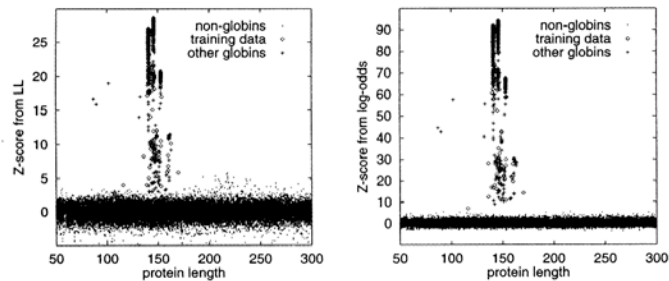 non-globins
training data
other globins
Z-score from LL
25
20
15
10
5
0
50 100 150 200 250 300
protein length
non-globins
training data
other globins
Z-score from log-odds
90
80
70
60
50
40
30
20
10
0
50 100 150 200 250 300
protein length